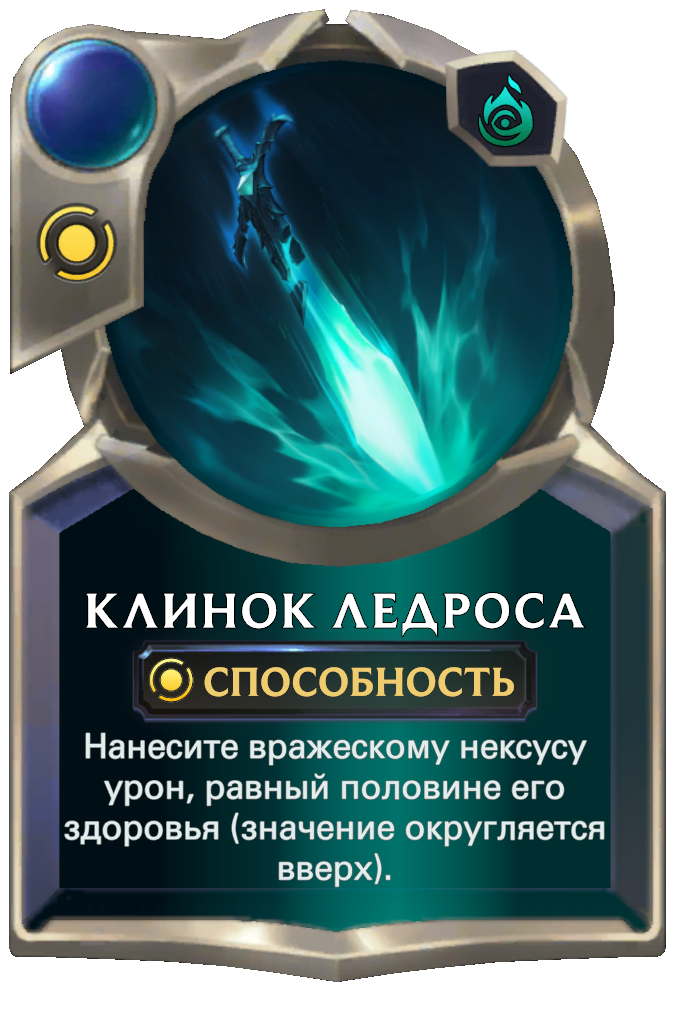 КЛИНОК ЛЕДРОСА
СПОСОБНОСТЬ
Нанесите вражескому нексусу
урон, равный половине его
здоровья (значение округляется
вверх).